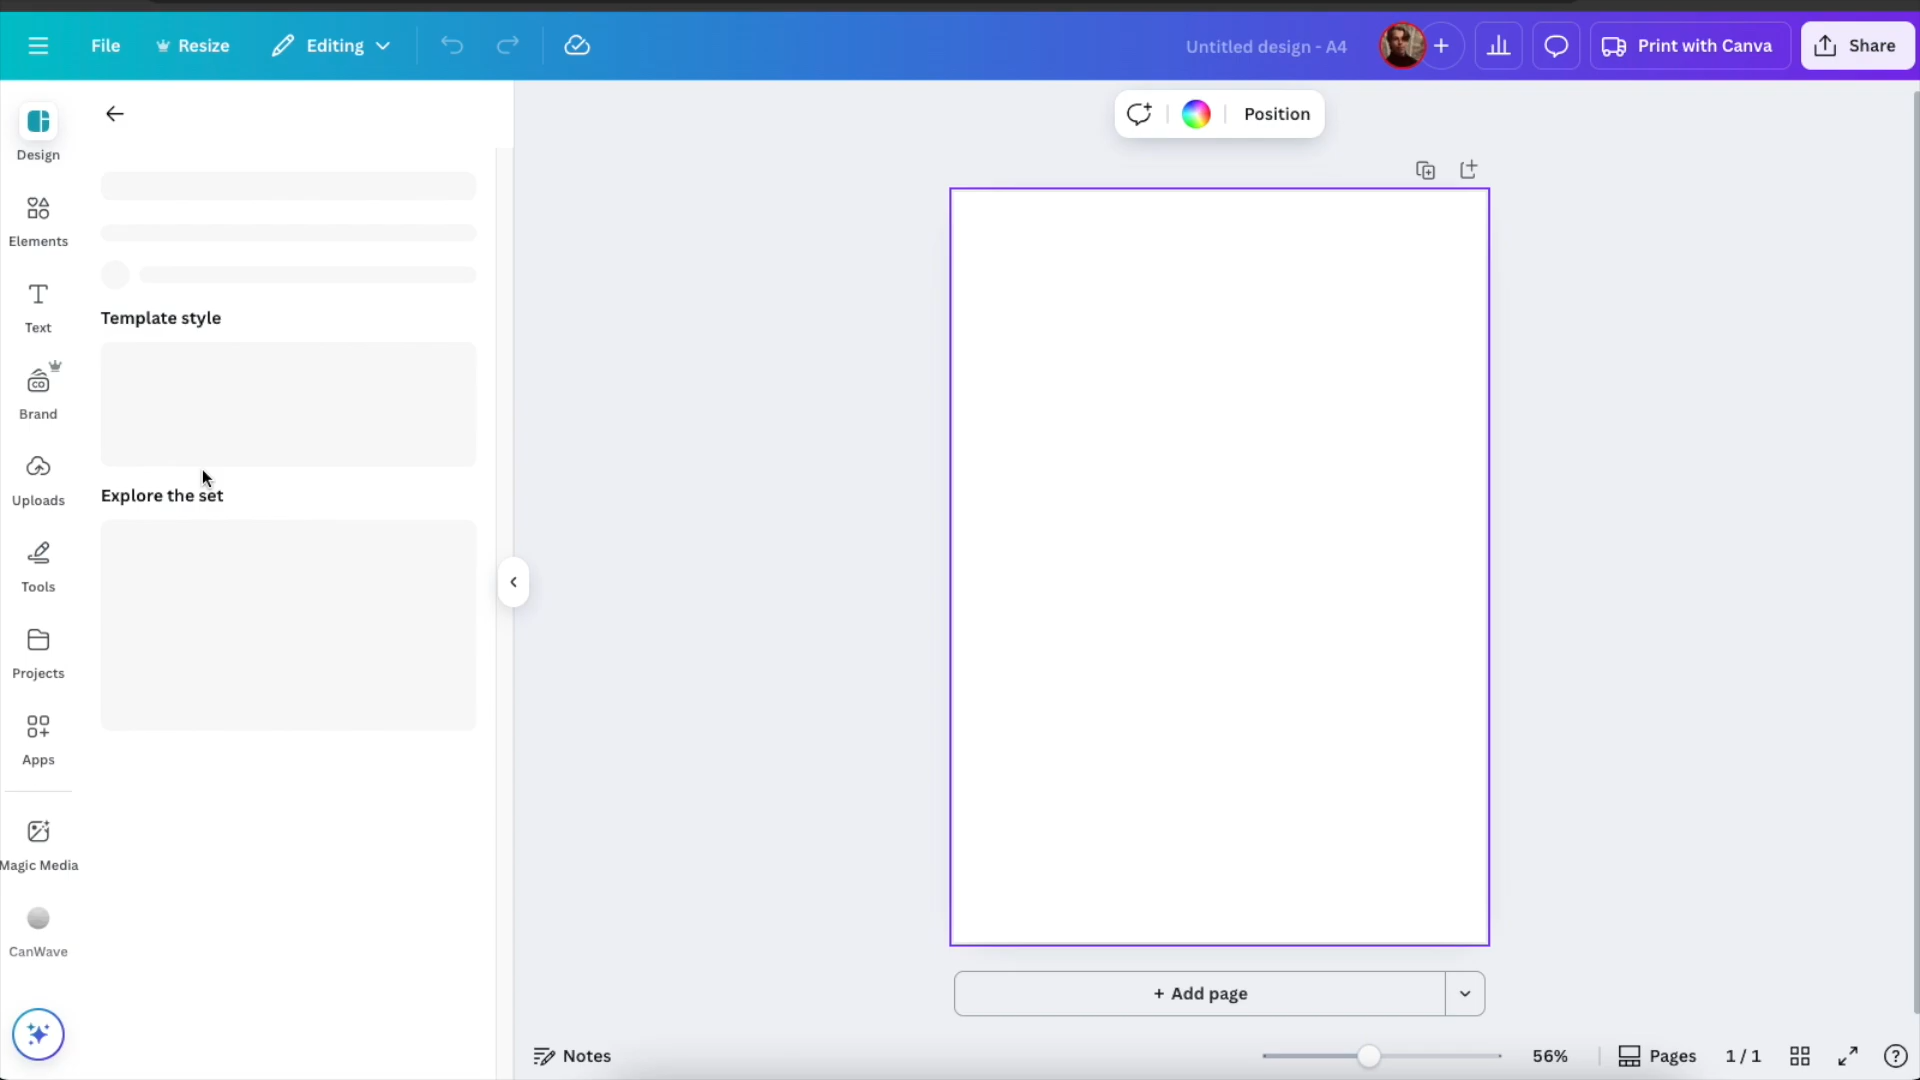 File
Resize
Editing
Untitled design - A4
Print with Canva
Share
Design
Elements
Text
Brand
CO
Uploads
Tools
Projects
Apps
Magic Media
CanWave
Template style
Explore the set
Position
+ Add page
Notes
56%
Pages
1 / 1